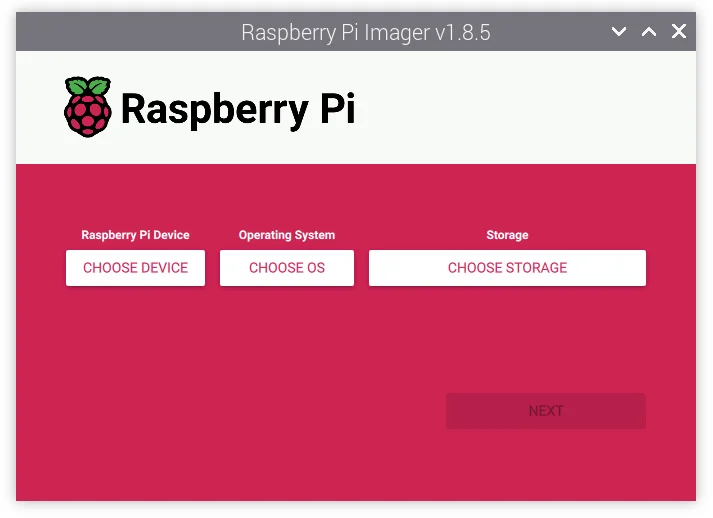 Raspberry Pi Imager v1.8.5
Raspberry Pi
Raspberry Pi Device
Operating System
Storage
CHOOSE DEVICE
CHOOSE OS
CHOOSE STORAGE
NEXT